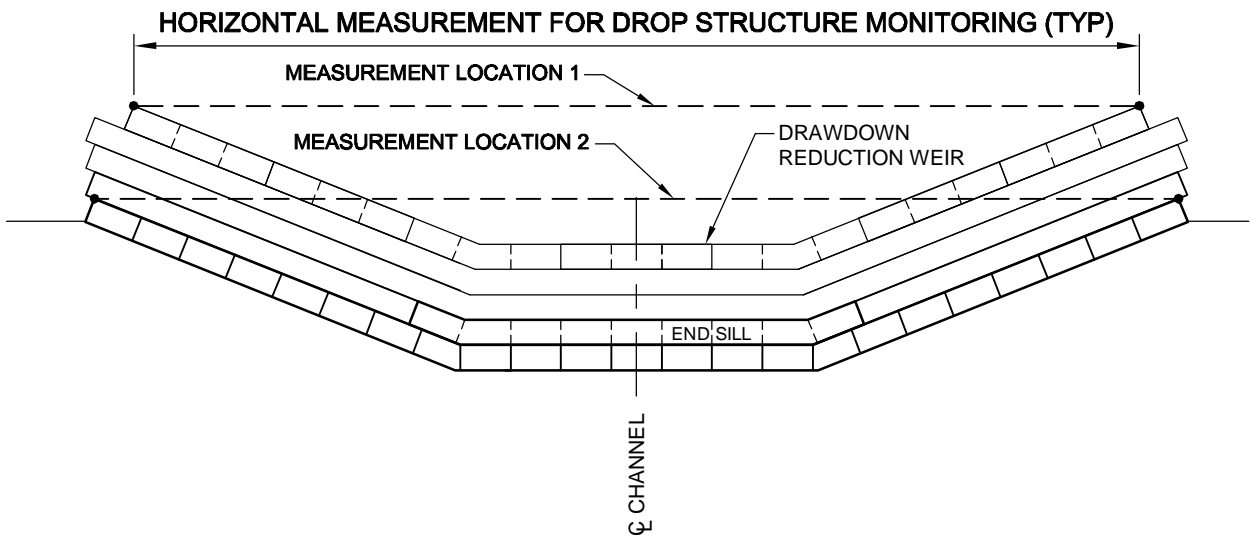 HORIZONTAL MEASUREMENT FOR DROP STRUCTURE MONITORING (TYP)
MEASUREMENT LOCATION 1
MEASUREMENT LOCATION 2
DRAWDOWN
REDUCTION WEIR
END SILL
℄ CHANNEL